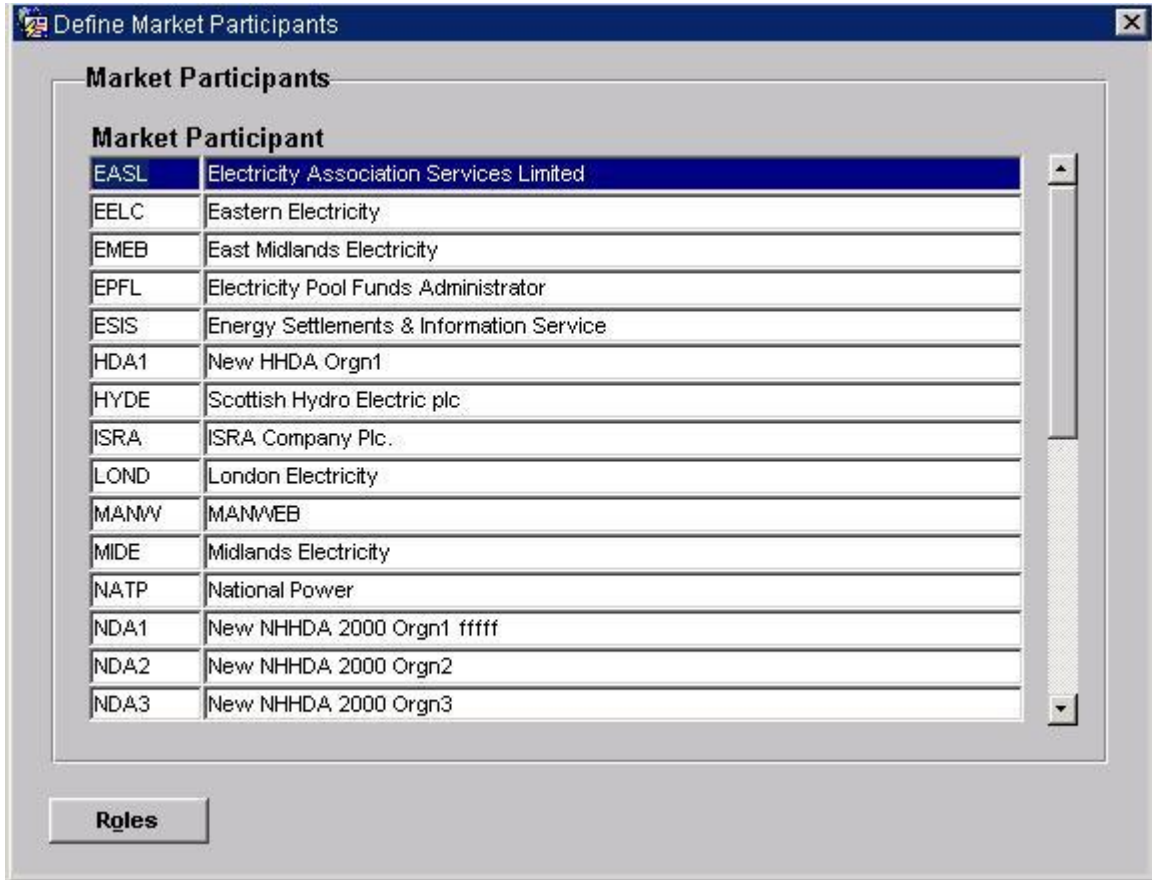 Define Market Participants
Market Participants
Market Participant
EASL Electricity Association Services Limited
EELC Eastern Electricity
EMEB East Midlands Electricity
EPFL Electricity Pool Funds Administrator
ESIS Energy Settlements & Information Service
HDA1 New HHDA Orgn1
HYDE Scottish Hydro Electric plc
ISRA ISRA Company Plc.
LOND London Electricity
MANW MANWEB
MIDE Midlands Electricity
NATP National Power
NDA1 New NHHDA 2000 Orgn1 fffff
NDA2 New NHHDA 2000 Orgn2
NDA3 New NHHDA 2000 Orgn3
Roles